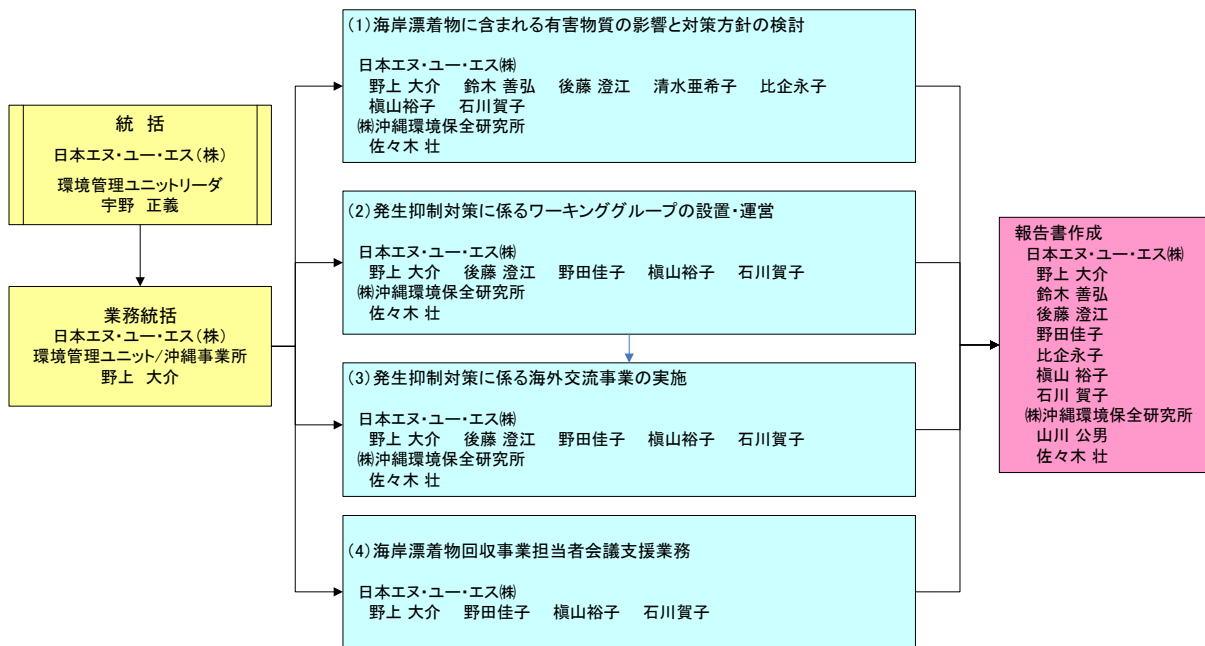 統 括
日本エヌ・ユー・エス(株)
環境管理ユニットリーダ
宇野 正義
業務統括
日本エヌ・ユー・エス(株)
環境管理ユニット/沖縄事業所
野上 大介
(1)海岸漂着物に含まれる有害物質の影響と対策方針の検討
日本エヌ・ユー・エス㈱
野上 大介 鈴木 善弘 後藤 澄江 清水亜希子 比企永子
槇山裕子 石川賀子
㈱沖縄環境保全研究所
佐々木 壮
(2)発生抑制対策に係るワーキンググループの設置・運営
日本エヌ・ユー・エス㈱
野上 大介 後藤 澄江 野田佳子 槇山裕子 石川賀子
㈱沖縄環境保全研究所
佐々木 壮
(3)発生抑制対策に係る海外交流事業の実施
日本エヌ・ユー・エス㈱
野上 大介 後藤 澄江 野田佳子 槇山裕子 石川賀子
㈱沖縄環境保全研究所
佐々木 壮
(4)海岸漂着物回収事業担当者会議支援業務
日本エヌ・ユー・エス㈱
野上 大介 野田佳子 槇山裕子 石川賀子
報告書作成
日本エヌ・ユー・エス㈱
野上 大介
鈴木 善弘
後藤 澄江
野田佳子
比企永子
槇山 裕子
石川 賀子
㈱沖縄環境保全研究所
山川 公男
佐々木 壮